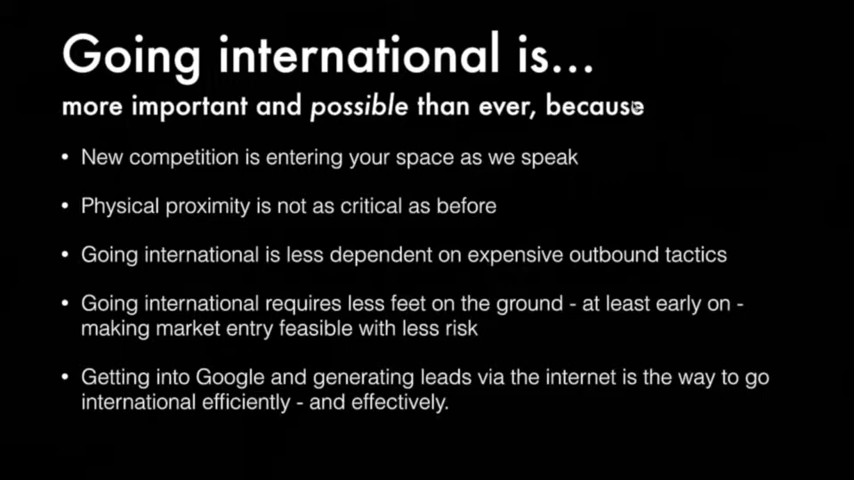 Going international is...
more important and possible than ever, because
• New competition is entering your space as we speak
• Physical proximity is not as critical as before
• Going international is less dependent on expensive outbound tactics
• Going international requires less feet on the ground - at least early on -
making market entry feasible with less risk
• Getting into Google and generating leads via the internet is the way to go
international efficiently - and effectively.